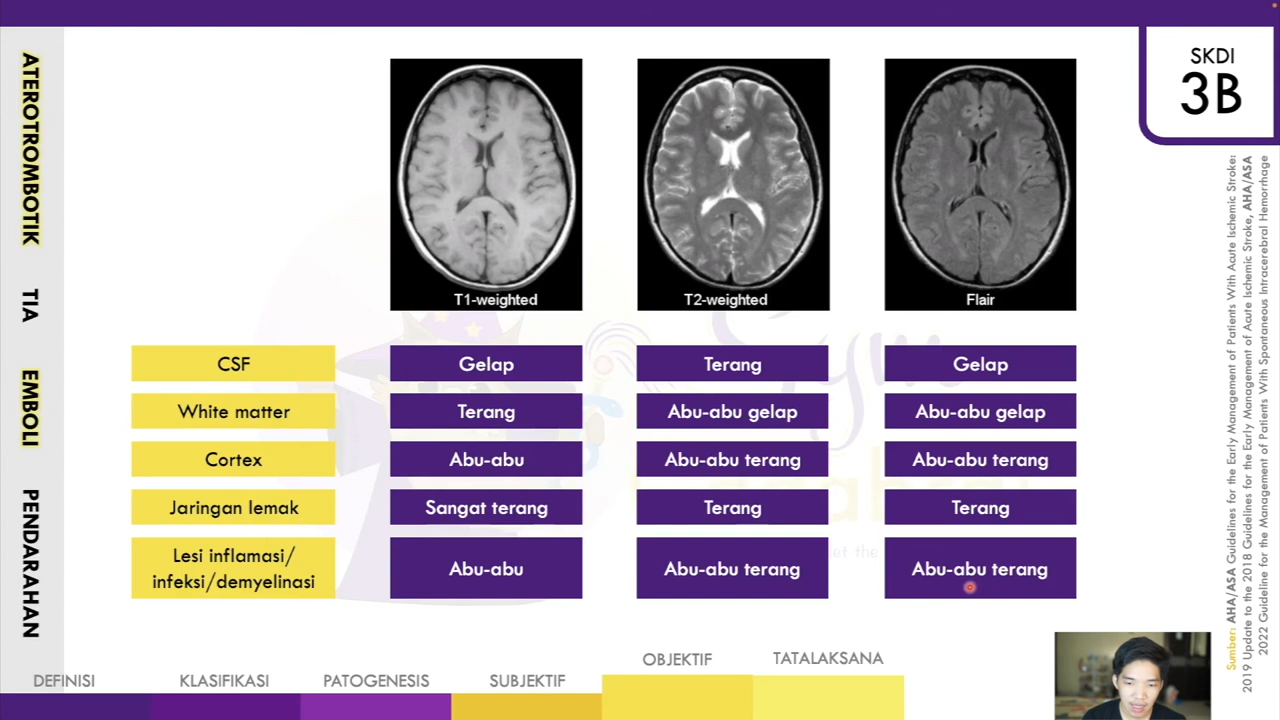 SKDI
3B
ATEROTROMBOTIK
TIA
EMBOLI
PENDARAHAN
T1-weighted
T2-weighted
Flair
CSF
Gelap
Terang
Gelap
White matter
Terang
Abu-abu gelap
Abu-abu gelap
Cortex
Abu-abu
Abu-abu terang
Abu-abu terang
Jaringan lemak
Sangat terang
Terang
Terang
Lesi inflamasi/
infeksi/demyelinasi
Abu-abu
Abu-abu terang
Abu-abu terang
DEFINISI
KLASIFIKASI
PATOGENESIS
SUBJEKTIF
OBJEKTIF
TATALAKSANA
Sumber: AHA/ASA Guidelines for the Early Management of Patients With Acute Ischemic Stroke:
2019 Update to the 2018 Guidelines for the Early Management of Acute Ischemic Stroke, AHA/ASA
2022 Guideline for the Management of Patients With Spontaneous Intracerebral Hemorrhage